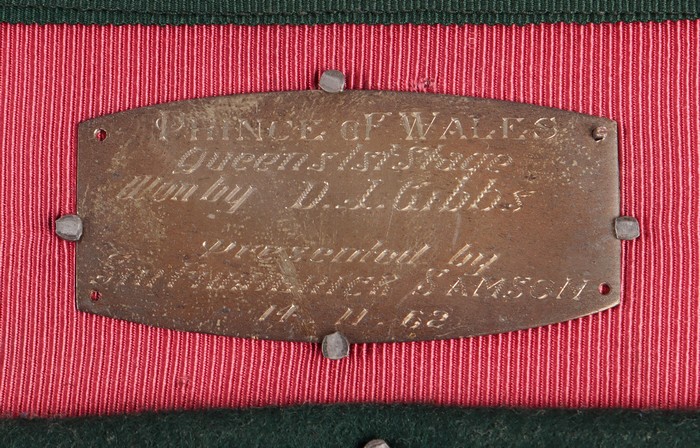 PRINCE OF WALES
Queens 1st Stage
Won by D. J. Gibbs
Presented by
SIR FREDERICK SAMSON
14 11 62